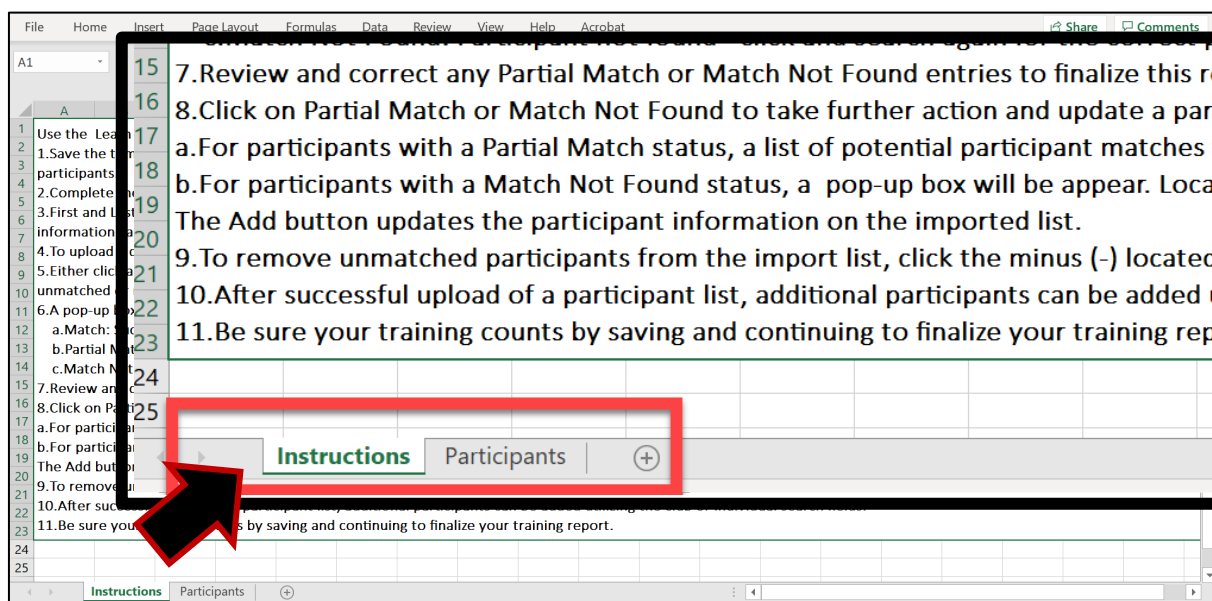 File Home Insert Page Layout Formulas Data Review View Help Acrobat Share Comments
A1
A
1 Use the Lea
2 1.Save the t
3 participants
4 2.Complete
5 3.First and
6 information
7 4.To upload
8 5.Either clic
9 unmatched
10 6.A pop-up
11 a.Match:
12 b.Partial
13 c.Match
14 7.Review an
15 8.Click on
16 a.For partici
17 b.For partici
18 The Add
19 9.To remove
20 10.After
21 11.Be sure you s by saving and continuing to finalize your training report.
22
23
24
25
15 7.Review and correct any Partial Match or Match Not Found entries to finalize this
16 8.Click on Partial Match or Match Not Found to take further action and update a par
17 a.For participants with a Partial Match status, a list of potential participant matches
18 b.For participants with a Match Not Found status, a pop-up box will be appear. Loca
19 The Add button updates the participant information on the imported list.
20
21 9.To remove unmatched participants from the import list, click the minus (-) located
22 10.After successful upload of a participant list, additional participants can be added
23 11.Be sure your training counts by saving and continuing to finalize your training rep
24
25
Instructions Participants
Instructions Participants